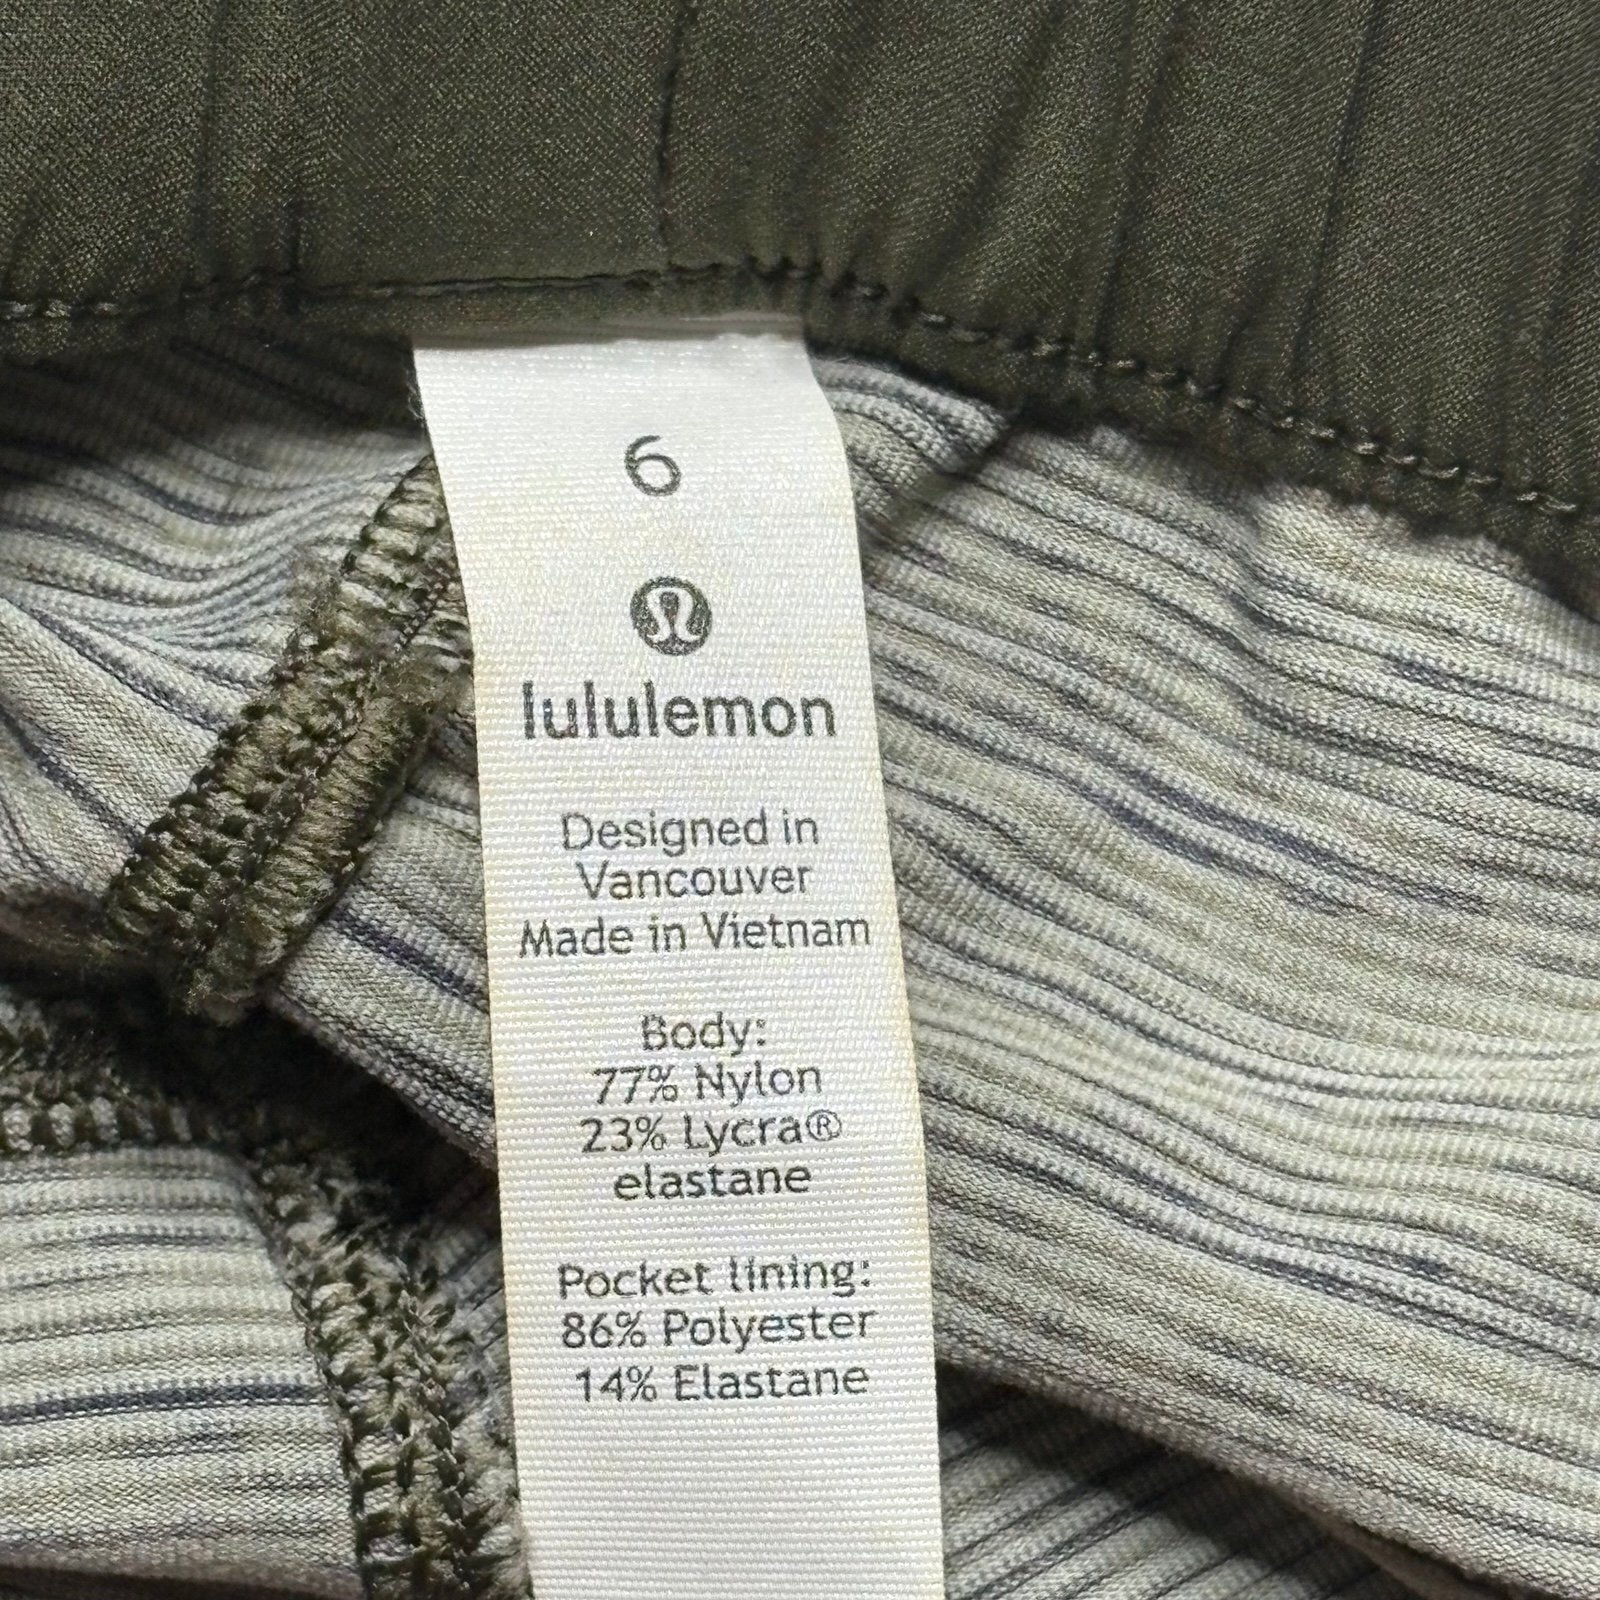 6
lululemon
Designed in
Vancouver
Made in Vietnam
Body:
77% Nylon
23% Lycra®
elastane
Pocket lining:
86% Polyester
14% Elastane